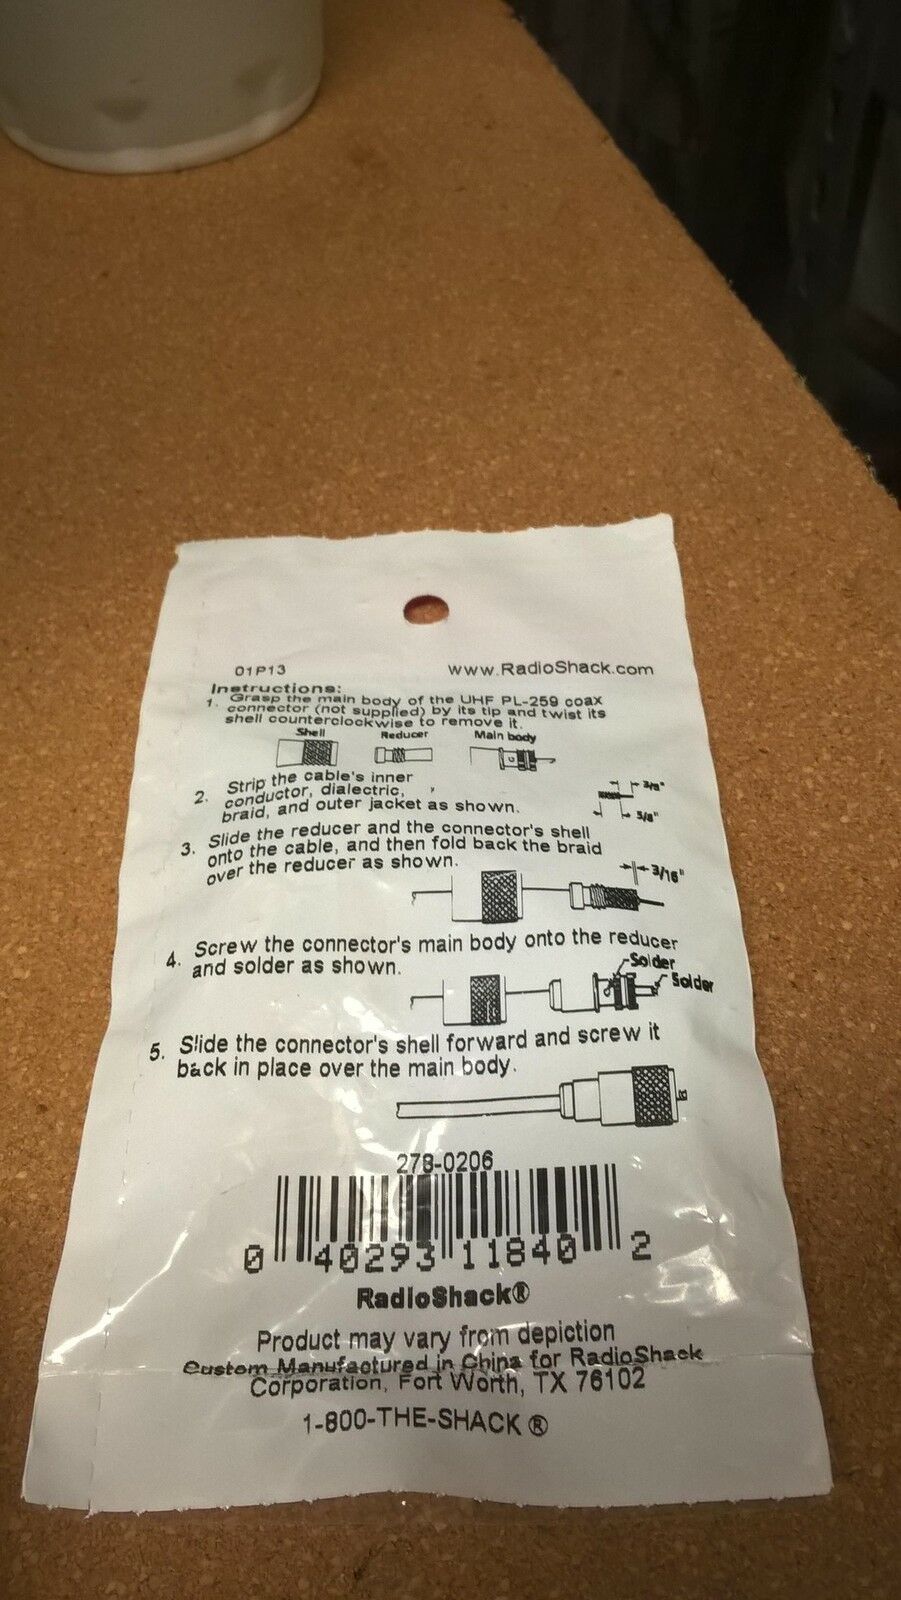 01P13 www.RadioShack.com
Instructions:
1. Grasp the main body of the UHF PL-259 coax
connector (not supplied) by its tip and twist its
shell counterclockwise to remove it.
Shell Reducer Main body
2. Strip the cable's inner
conductor, dialectric,
braid, and outer jacket as shown.
3/8"
5/8"
3. Slide the reducer and the connector's shell
onto the cable, and then fold back the braid
over the reducer as shown.
3/16"
4. Screw the connector's main body onto the reducer
and solder as shown.
Solder
Solder
5. Slide the connector's shell forward and screw it
back in place over the main body.
278-0206
0 40293 11840 2
RadioShack®
Product may vary from depiction
Custom Manufactured in China for RadioShack
Corporation, Fort Worth, TX 76102
1-800-THE-SHACK®